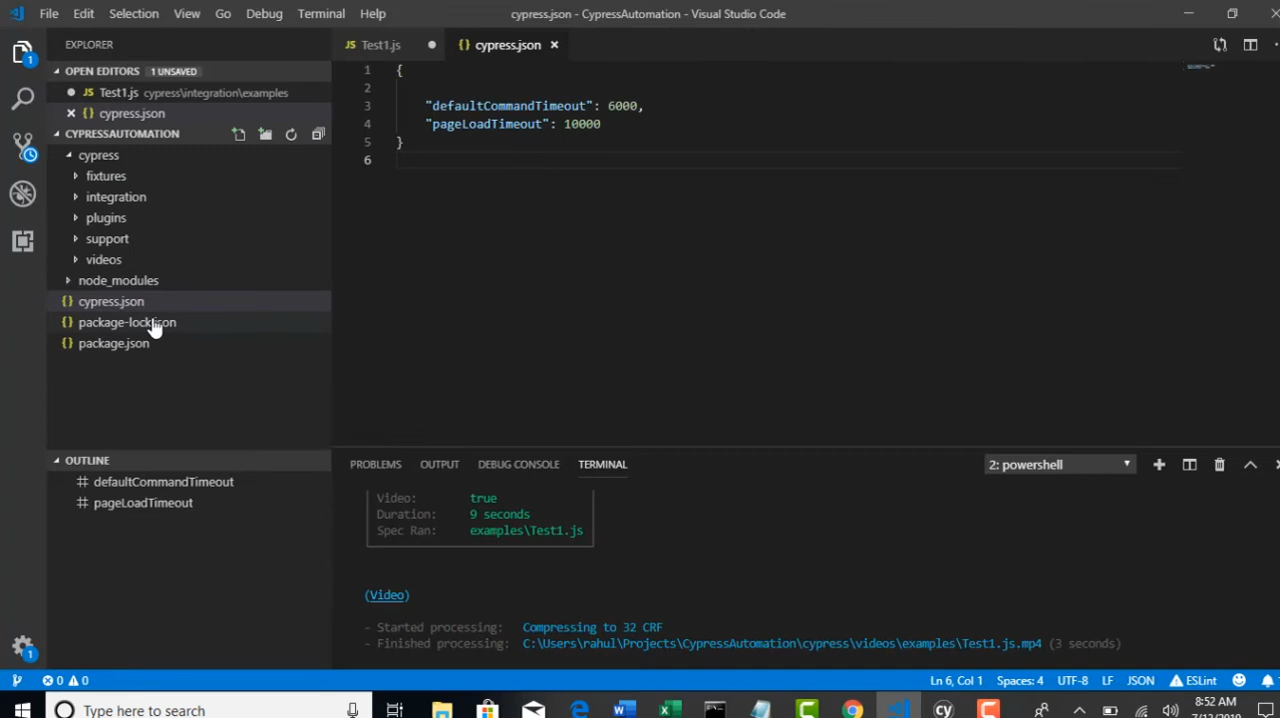 File Edit Selection View Go Debug Terminal Help
cypress.json - CypressAutomation - Visual Studio Code
EXPLORER
OPEN EDITORS 1 UNSAVED
Test1.js cypress\integration\examples
cypress.json
CYPRESSAUTOMATION
cypress
fixtures
integration
plugins
support
videos
node_modules
cypress.json
package-lock.json
package.json
OUTLINE
defaultCommandTimeout
pageLoadTimeout
Test1.js
cypress.json
1 {
2
3 "defaultCommandTimeout": 6000,
4 "pageLoadTimeout": 10000
5 }
6
PROBLEMS OUTPUT DEBUG CONSOLE TERMINAL
2: powershell
Video: true
Duration: 9 seconds
Spec Ran: examples\Test1.js
(Video)
- Started processing: Compressing to 32 CRF
- Finished processing: C:\Users\rahul\Projects\CypressAutomation\cypress\videos\examples\Test1.js.mp4 (3 seconds)
1
1
0 0
Ln 6, Col 1 Spaces: 4 UTF-8 LF JSON ESLint
Type here to search
cy
8:52 AM